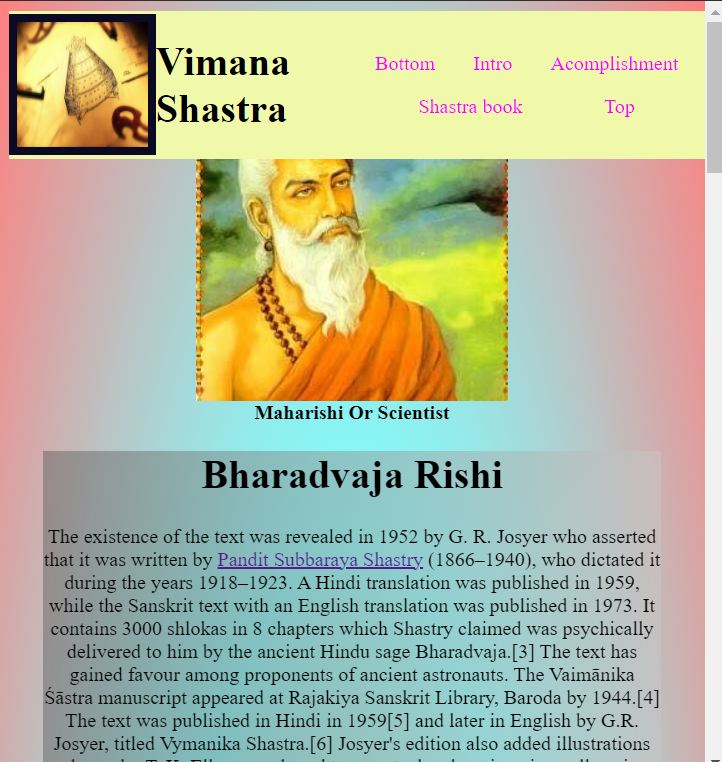 Vimana
Shastra
Bottom Intro Acomplishment
Shastra book Top
Maharishi Or Scientist
Bharadvaja Rishi
The existence of the text was revealed in 1952 by G. R. Josyer who asserted
that it was written by Pandit Subbaraya Shastry (1866–1940), who dictated it
during the years 1918–1923. A Hindi translation was published in 1959,
while the Sanskrit text with an English translation was published in 1973. It
contains 3000 shlokas in 8 chapters which Shastry claimed was psychically
delivered to him by the ancient Hindu sage Bharadvaja.[3] The text has
gained favour among proponents of ancient astronauts. The Vaimānika
Śāstra manuscript appeared at Rajakiya Sanskrit Library, Baroda by 1944.[4]
The text was published in Hindi in 1959[5] and later in English by G.R.
Josyer, titled Vymanika Shastra.[6] Josyer's edition also added illustrations